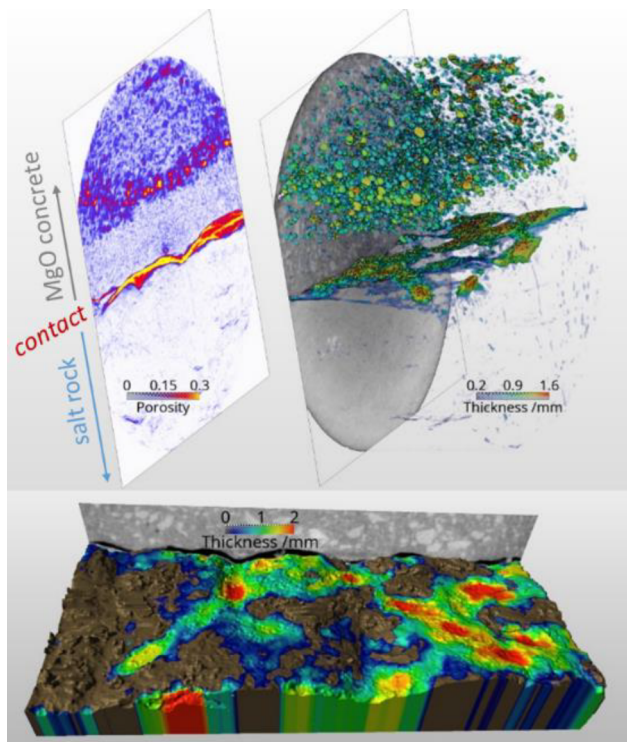 MgO concrete
contact
salt rock
0 0.15 0.3
Porosity
0.2 0.9 1.6
Thickness /mm
0 1 2
Thickness /mm